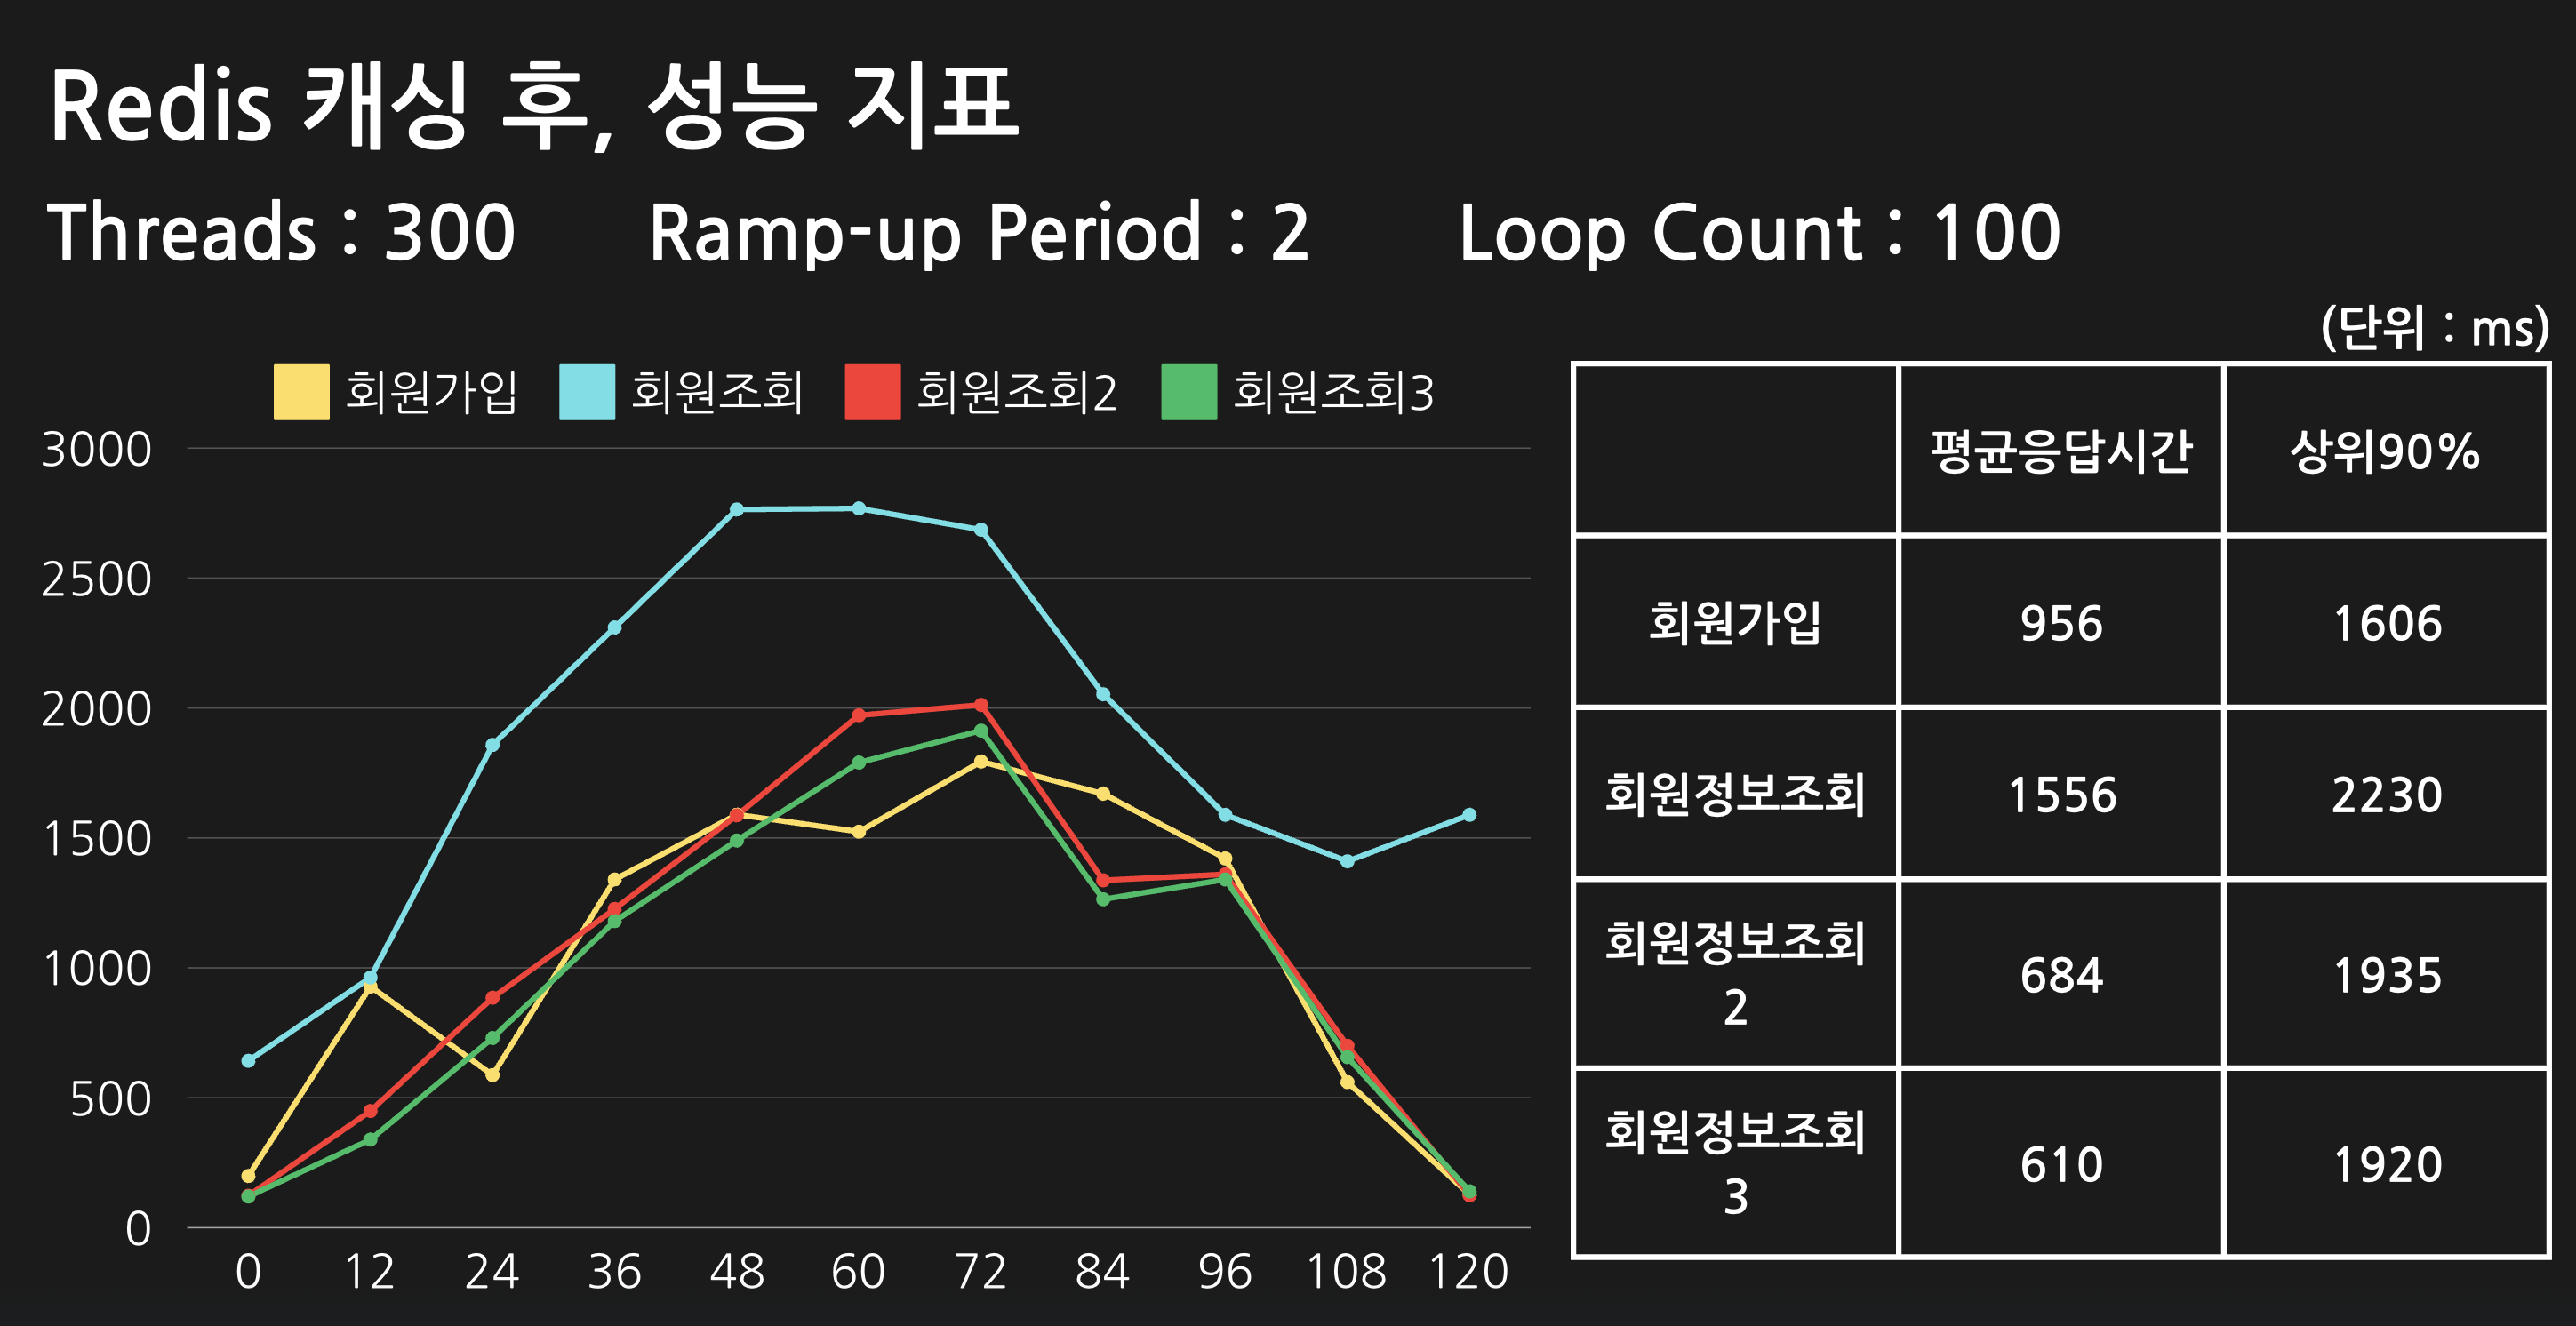 Redis 캐싱 후, 성능 지표
Threads : 300 Ramp-up Period : 2 Loop Count : 100
(단위 : ms)
회원가입 회원조회 회원조회2 회원조회3
3000
2500
2000
1500
1000
500
0
0 12 24 36 48 60 72 84 96 108 120
평균응답시간 상위90%
회원가입 956 1606
회원정보조회 1556 2230
회원정보조회
2 684 1935
회원정보조회
3 610 1920